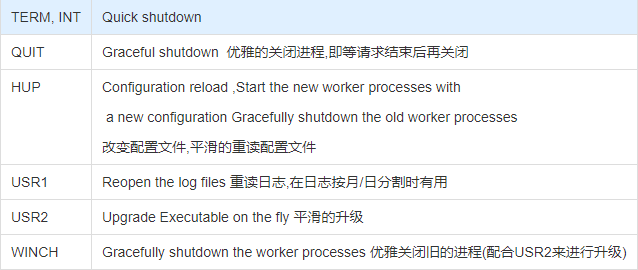 TERM, INT Quick shutdown
QUIT Graceful shutdown 优雅的关闭进程,即等请求结束后再关闭
HUP Configuration reload ,Start the new worker processes with
a new configuration Gracefully shutdown the old worker processes
改变配置文件,平滑的重读配置文件
USR1 Reopen the log files 重读日志,在日志按月/日分割时有用
USR2 Upgrade Executable on the fly 平滑的升级
WINCH Gracefully shutdown the worker processes 优雅关闭旧的进程(配合USR2来进行升级)